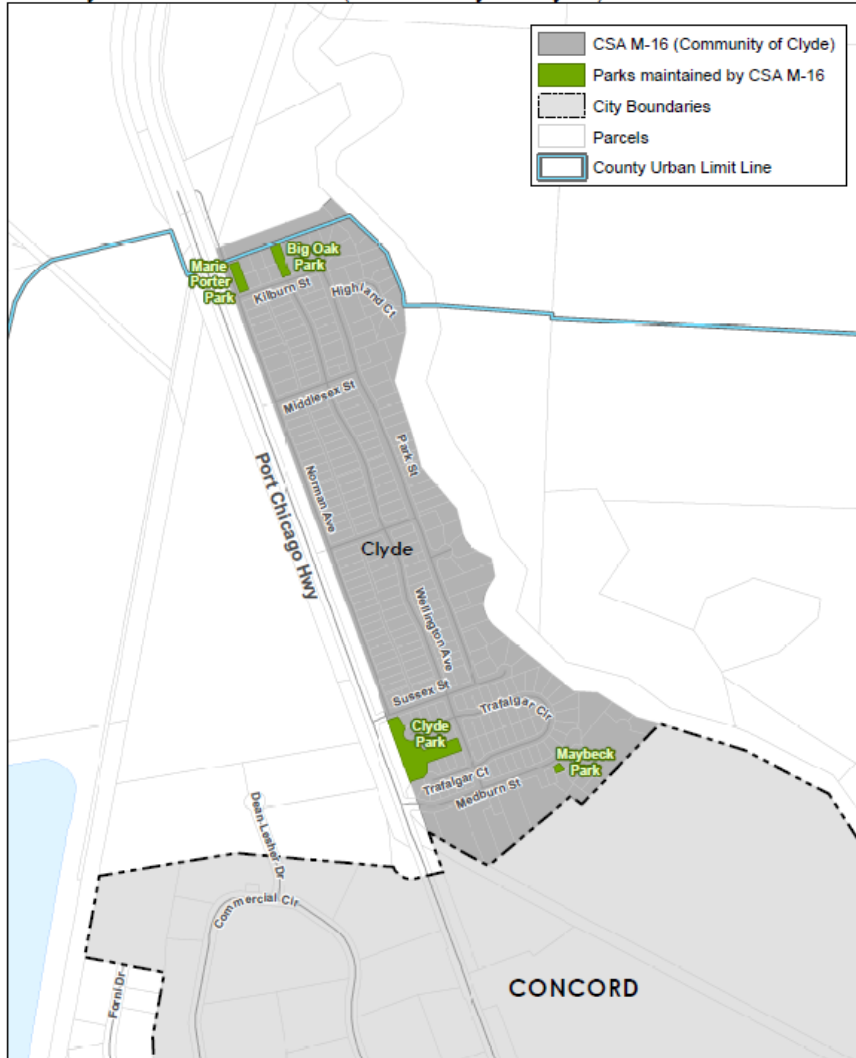 CSA M-16 (Community of Clyde)
Parks maintained by CSA M-16
City Boundaries
Parcels
County Urban Limit Line
Big Oak
Park
Marie
Porter
Park
Kilburn St
Highland Ct
Middlesex St
Park St
Norman Ave
Port Chicago Hwy
Clyde
Wellington Ave
Sussex St
Trafalgar Cir
Clyde
Park
Maybeck
Park
Trafalgar Ct
Medburn St
Dean Lesher Dr
Commercial Cir
Forni Dr
CONCORD